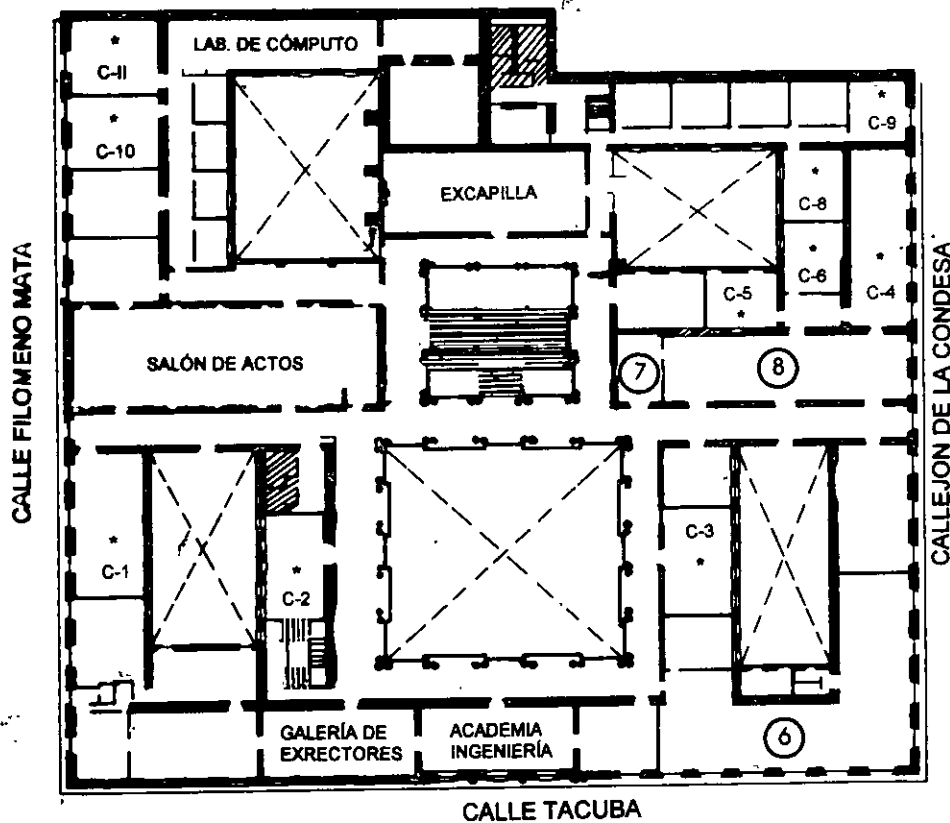 LAB. DE CÓMPUTO
*
C-II
*
C-9
*
C-10
EXCAPILLA
*
C-8
*
C-6
*
C-4
C-5
*
SALÓN DE ACTOS
7
8
CALLE FILOMENO MATA
CALLEJON DE LA CONDESA
*
C-1
*
C-2
C-3
*
GALERÍA DE
EXRECTORES
ACADEMIA
INGENIERÍA
6
CALLE TACUBA